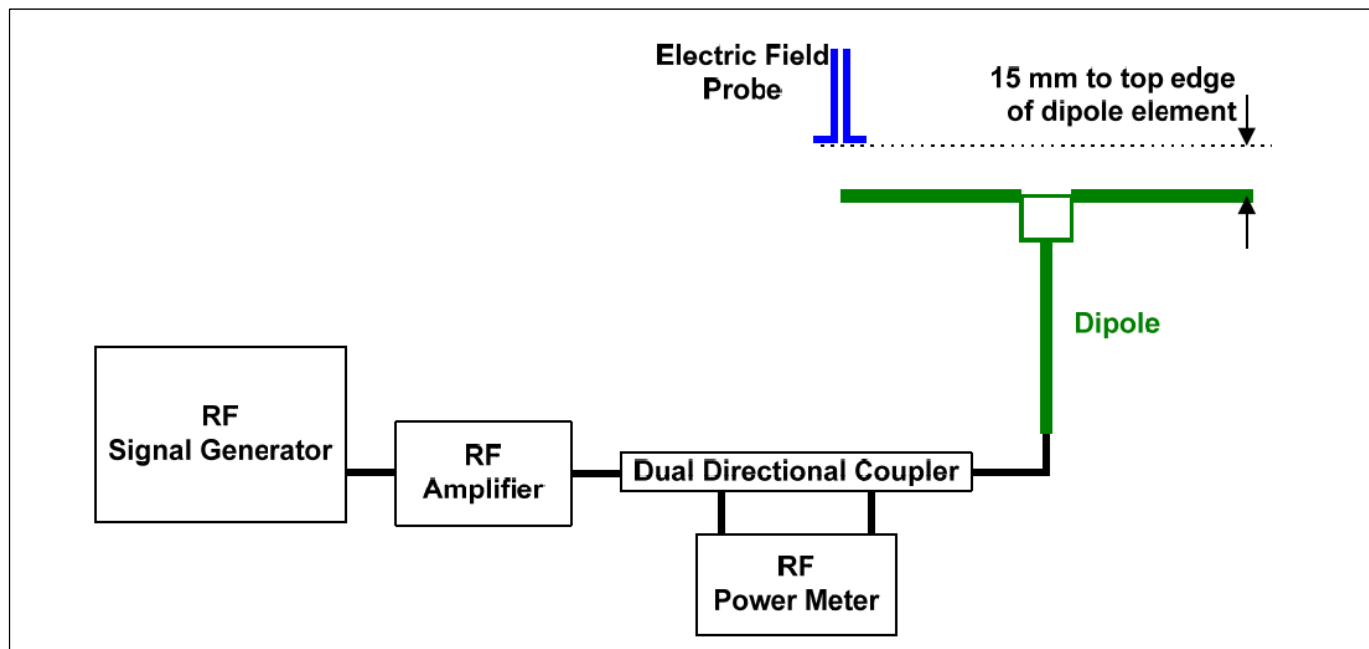 Electric Field
Probe
15 mm to top edge
of dipole element
Dipole
RF
Signal Generator
RF
Amplifier
Dual Directional Coupler
RF
Power Meter